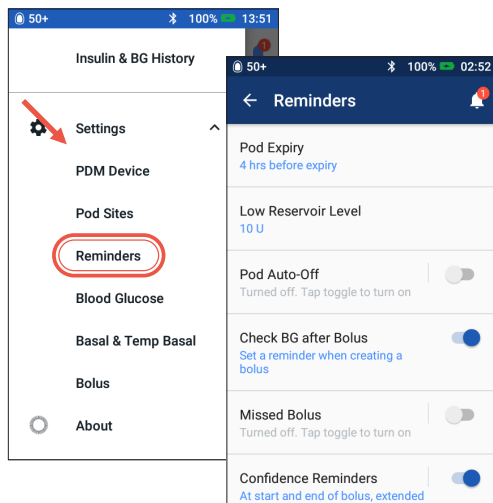 50+ 100% 13:51
Insulin & BG History
Settings
PDM Device
Pod Sites
Reminders
Blood Glucose
Basal & Temp Basal
Bolus
About
50+ 100% 02:52
Reminders
1
Pod Expiry
4 hrs before expiry
Low Reservoir Level
10 U
Pod Auto-Off
Turned off. Tap toggle to turn on
Check BG after Bolus
Set a reminder when creating a
bolus
Missed Bolus
Turned off. Tap toggle to turn on
Confidence Reminders
At start and end of bolus, extended